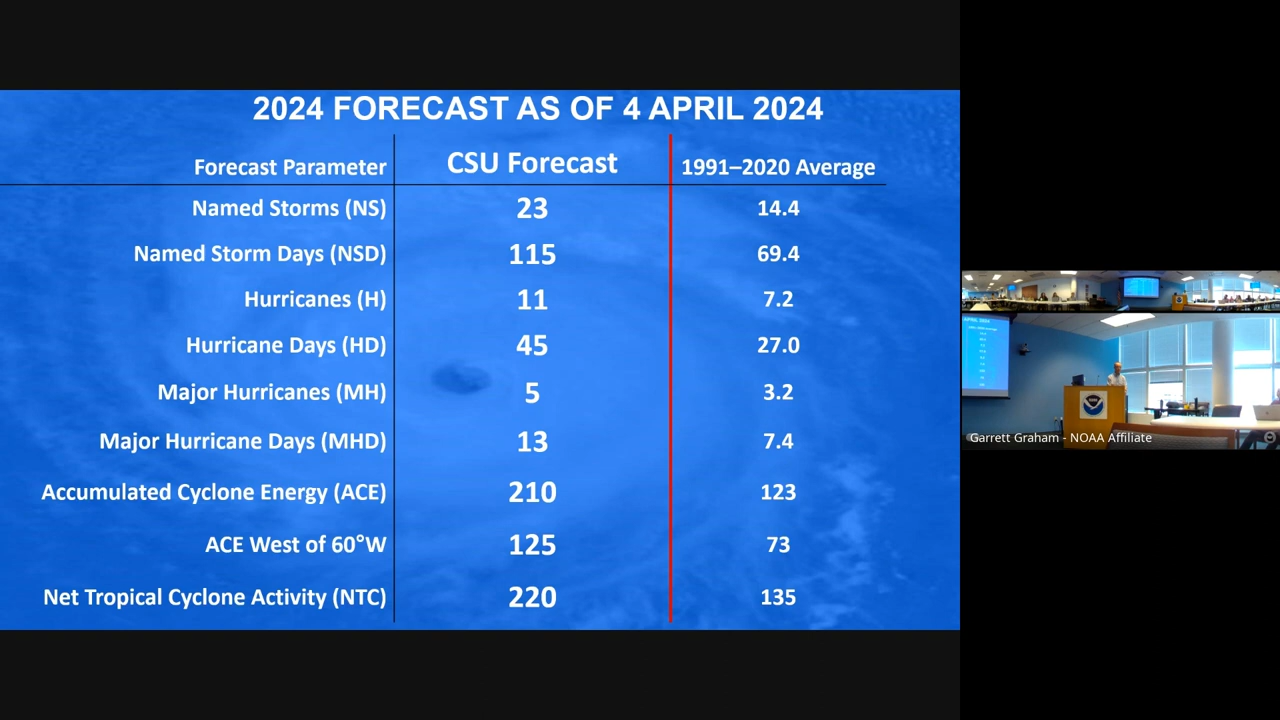 2024 FORECAST AS OF 4 APRIL 2024
Forecast Parameter CSU Forecast 1991–2020 Average
Named Storms (NS) 23 14.4
Named Storm Days (NSD) 115 69.4
Hurricanes (H) 11 7.2
Hurricane Days (HD) 45 27.0
Major Hurricanes (MH) 5 3.2
Major Hurricane Days (MHD) 13 7.4
Accumulated Cyclone Energy (ACE) 210 123
ACE West of 60°W 125 73
Net Tropical Cyclone Activity (NTC) 220 135
Garrett Graham - NOAA Affiliate